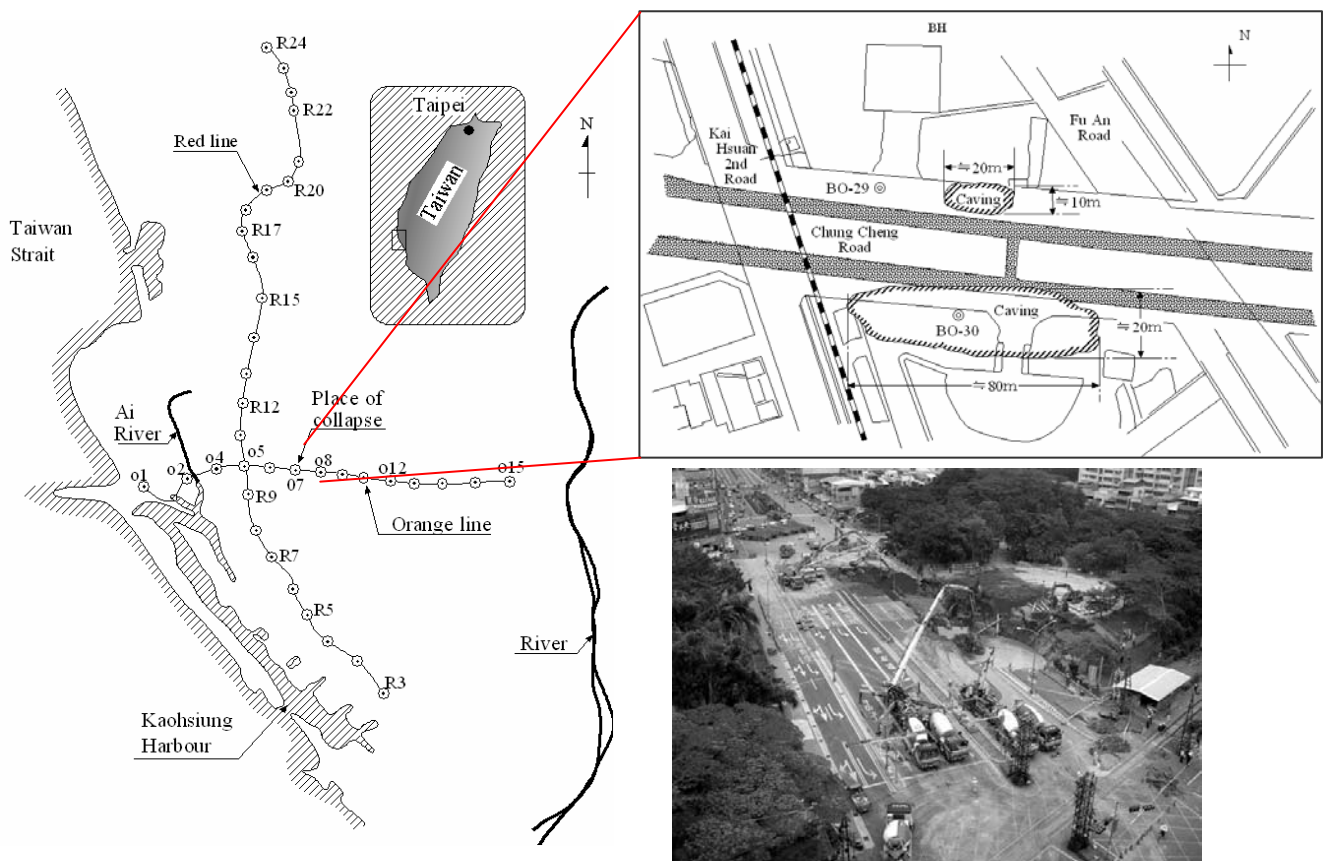 R24
R22
Red line
R20
R17
R15
R12
Taiwan
Strait
Ai
River
Place of
collapse
o1
o2
o4
o5
o7
o8
o12
o15
R9
Orange line
R7
R5
R3
River
Kaohsiung
Harbour
Taipei
Taiwan
N
BH
N
Kai
Hsuan
2nd
Road
Fu An
Road
≒20m
BO-29
Caving
≒10m
Chung Cheng
Road
Caving
BO-30
≒20m
≒80m